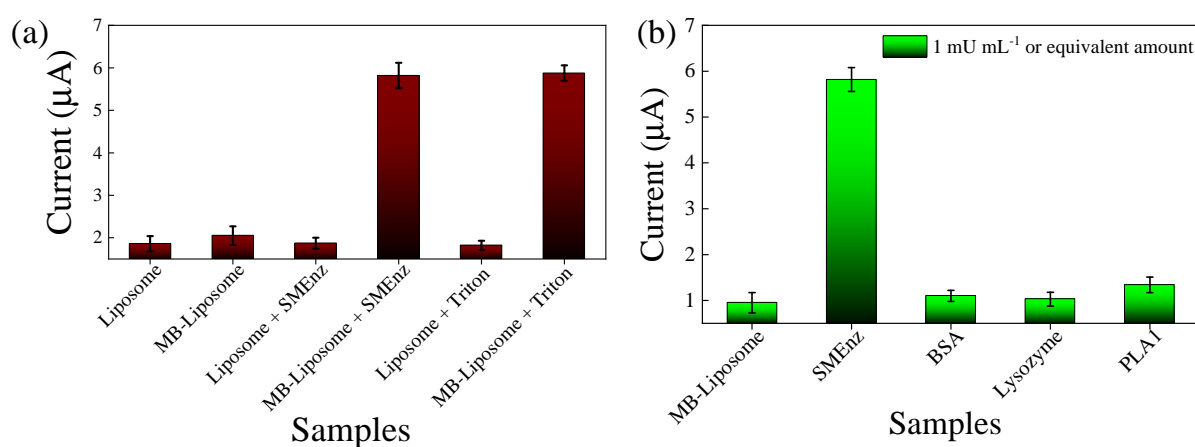 (a)
7
6
5
4
3
2
Current (μA)
Liposome
MB-Liposome
Liposome + SMEnz
MB-Liposome + SMEnz
Liposome + Triton
MB-Liposome + Triton
Samples
(b)
7
6
5
4
3
2
1
Current (μA)
1 mU mL⁻¹ or equivalent amount
MB-Liposome
SMEnz
BSA
Lysozyme
PLA1
Samples